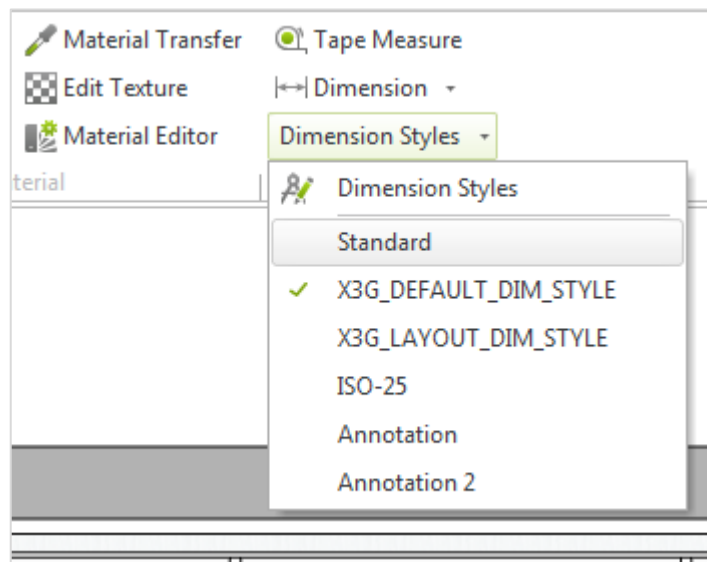 Material Transfer
Tape Measure
Edit Texture
Dimension
Material Editor
Dimension Styles
terial
Dimension Styles
Standard
X3G_DEFAULT_DIM_STYLE
X3G_LAYOUT_DIM_STYLE
ISO-25
Annotation
Annotation 2